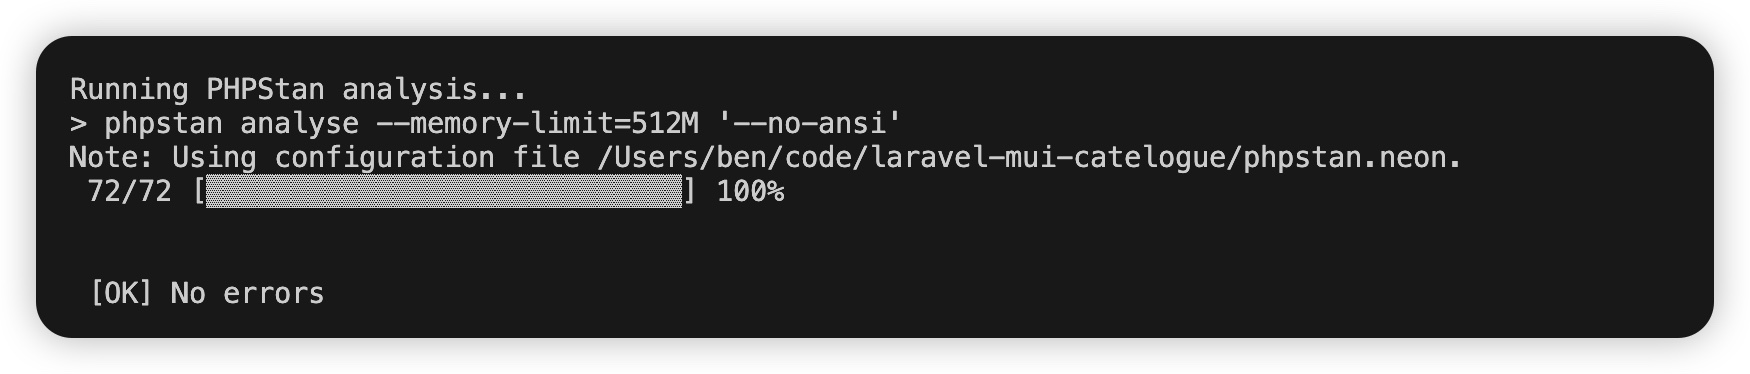 Running PHPStan analysis...
> phpstan analyse --memory-limit=512M '--no-ansi'
Note: Using configuration file /Users/ben/code/laravel-mui-catelogue/phpstan.neon.
72/72 [▓▓▓▓▓▓▓▓▓▓▓▓▓▓▓▓▓▓▓▓▓▓▓▓▓▓▓▓] 100%
[OK] No errors